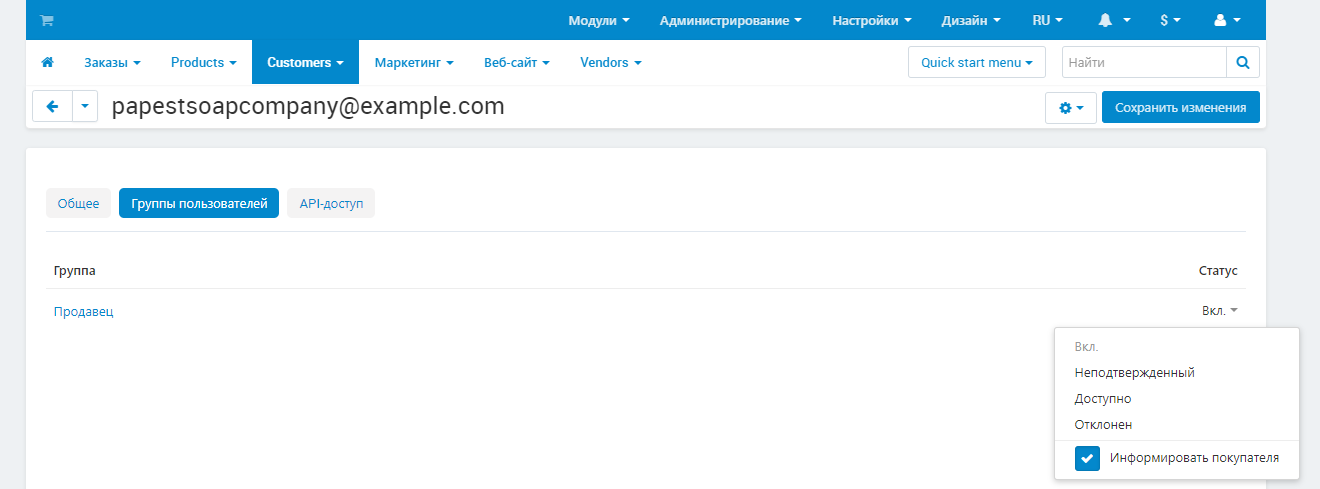 Модули Администрирование Настройки Дизайн RU $
Заказы Products Customers Маркетинг Веб-сайт Vendors Quick start menu Найти
papestsoapcompany@example.com Сохранить изменения
Общее Группы пользователей API-доступ
Группа Статус
Продавец Вкл.
Вкл.
Неподтвержденный
Доступно
Отклонен
Информировать покупателя